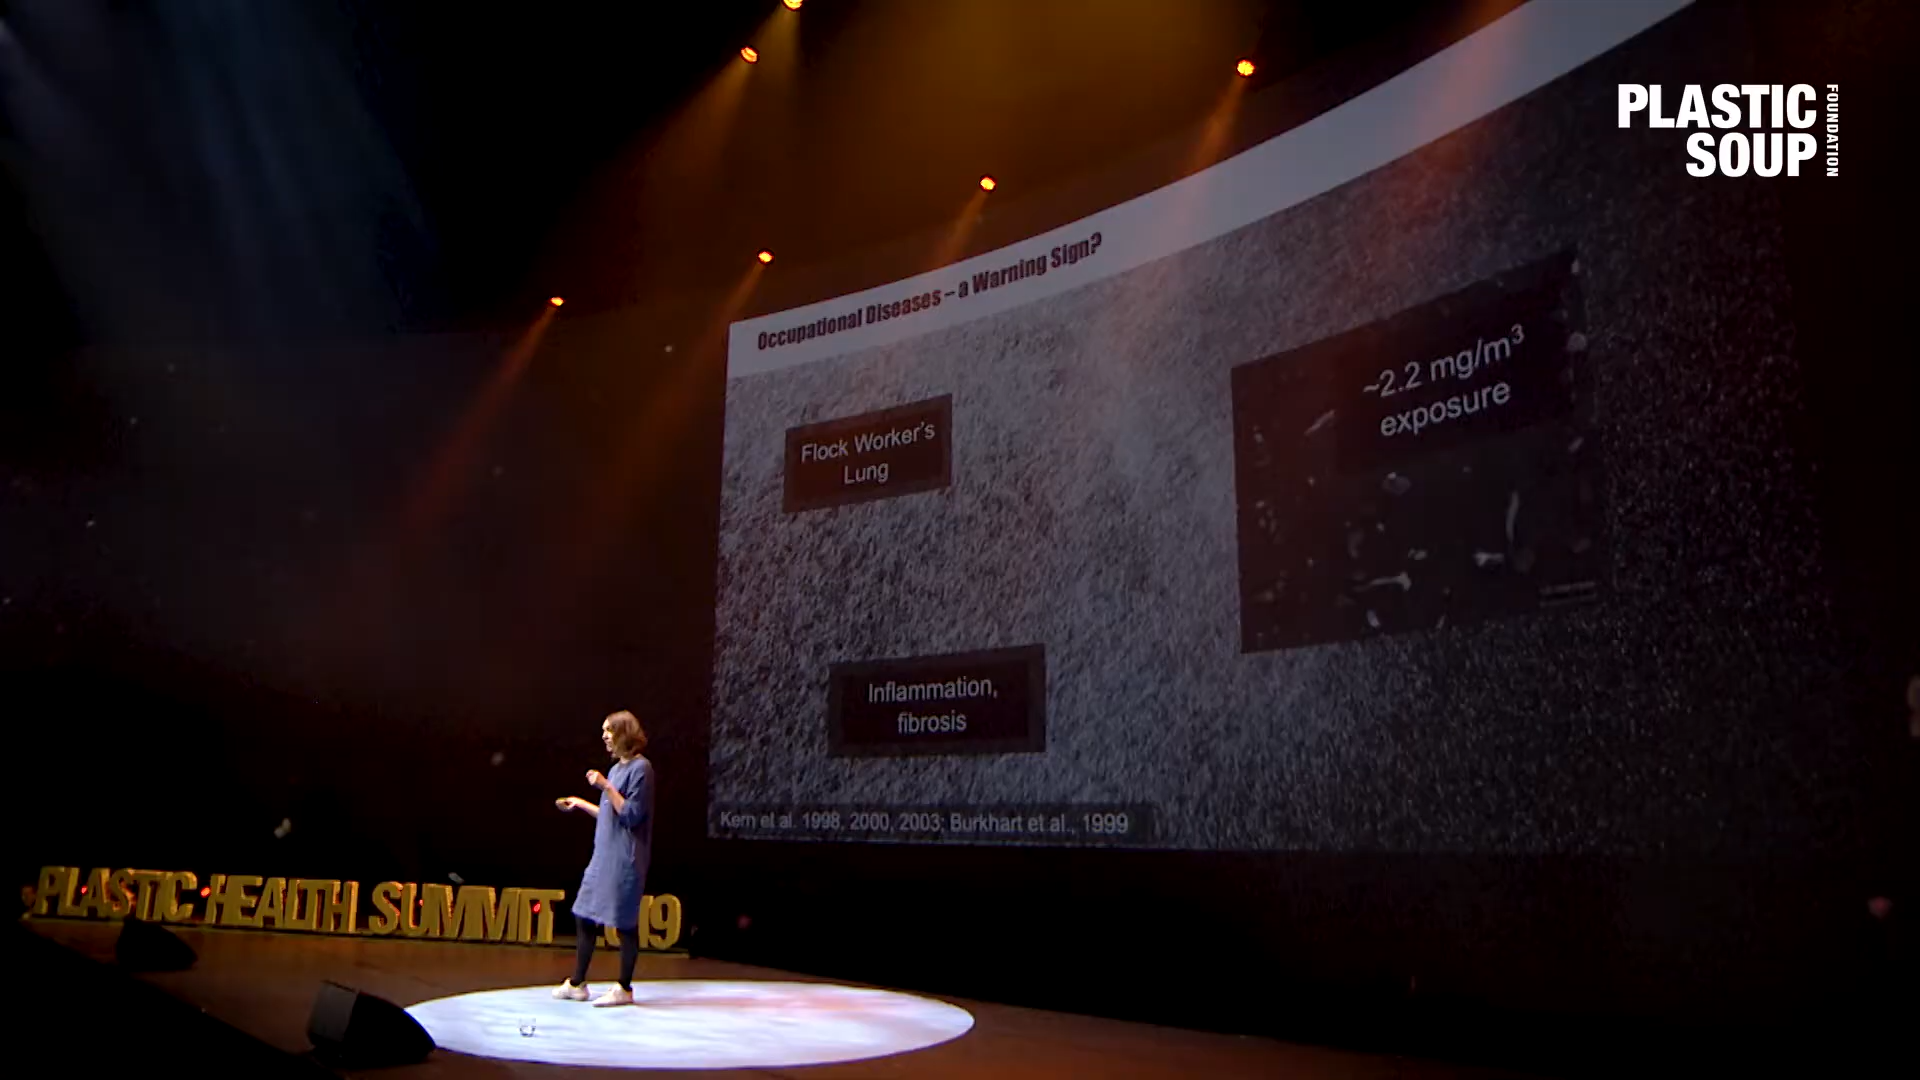 PLASTIC
SOUP
FOUNDATION
Occupational Diseases – a Warning Sign?
Flock Worker's
Lung
~2.2 mg/m³
exposure
Inflammation,
fibrosis
Kern et al. 1998, 2000, 2003; Burkhart et al., 1999
PLASTIC HEALTH SUMMIT 19